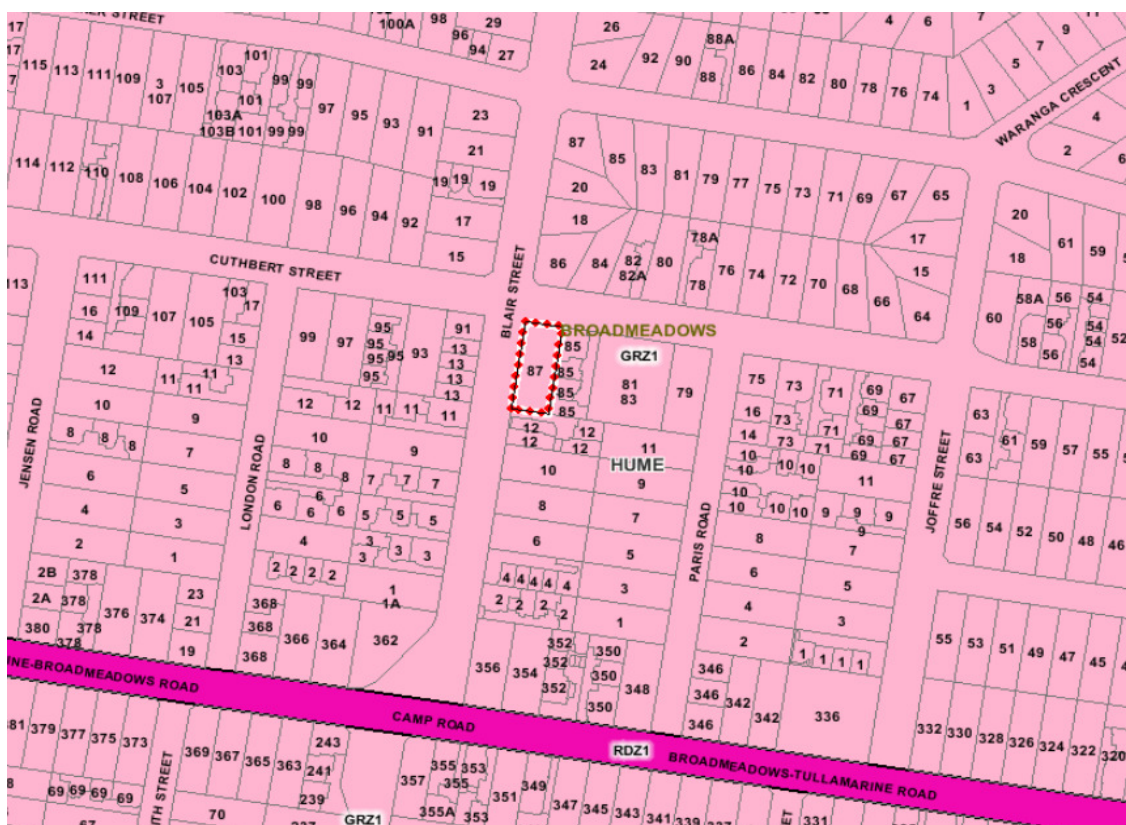 100A 98 29
96 94 27
26 92 90 88A 88 86 84 82 80 78 76 74 1 3 5 7 9
24
4 6 7
17
17
115 113 111 109 3 107 105 103 101 99 99 97 95 93 91 23
103A 101
103B 101 99 99
21
WARANGA CRESCENT
4
2
87 85 83 81 79 77 75 73 71 69 67 65
114 112 110 108 106 104 102 100 98 96 94 92 19 19 19
20
17
18
15
20
18 61 59
17
15
86 84 82 82A 80 78A 78 76 74 72 70 68 66 64
CUTHBERT STREET
BLAIR STREET
113
111
16 109 107 105 103 17
14
15
13
99 97 95 95 95 95 95 93 91
13
13
13
13
BROADMEADOWS
GRZ1
58A 56 54
60 58 56 56 54 54 54 52
87
85
85
85
85
81
83
79
12 11 11 11
12 12 11 11 11
75 73 71 69 67
16 73 71 69 67
14 73 71 69 67
63 61 59 57 55
63
JENSEN ROAD
10 9
8 8 8 7
10 9
12 12
12 12
11
HUME
10 9
10 10 10
10
11
LONDON ROAD
6 5
8 8 8 7 7 7
6
6 6 6 5 5 5
8 7
10
10 10 10 9 9 9
9
JOFFRE STREET
56 54 52 50 48 46
4 3
2 1
4 3 3 3
3
6 5
PARIS ROAD
8 7
6 5
2B 378
2A 378
380 378 376 374 23
378
21
19
2 2 2 2 1
1A
368
368
368 366 364 362
4 4 4 4 4 3
2 2 2 2 1
4 3
2 1 1 1 1
55 53 51 49 47 45
356 354 352 350
352 350
352 350 348
346
346
346 342 342 336
332 330 328 326 324 322 320
INE-BROADMEADOWS ROAD
CAMP ROAD
RDZ1
BROADMEADOWS-TULLAMARINE ROAD
379 377 375 373
369 367 365 363 243
241
239
357 355 353
355
355A 353
351 349 347 345 343 341 339 331
69 69 69 69
70
GRZ1